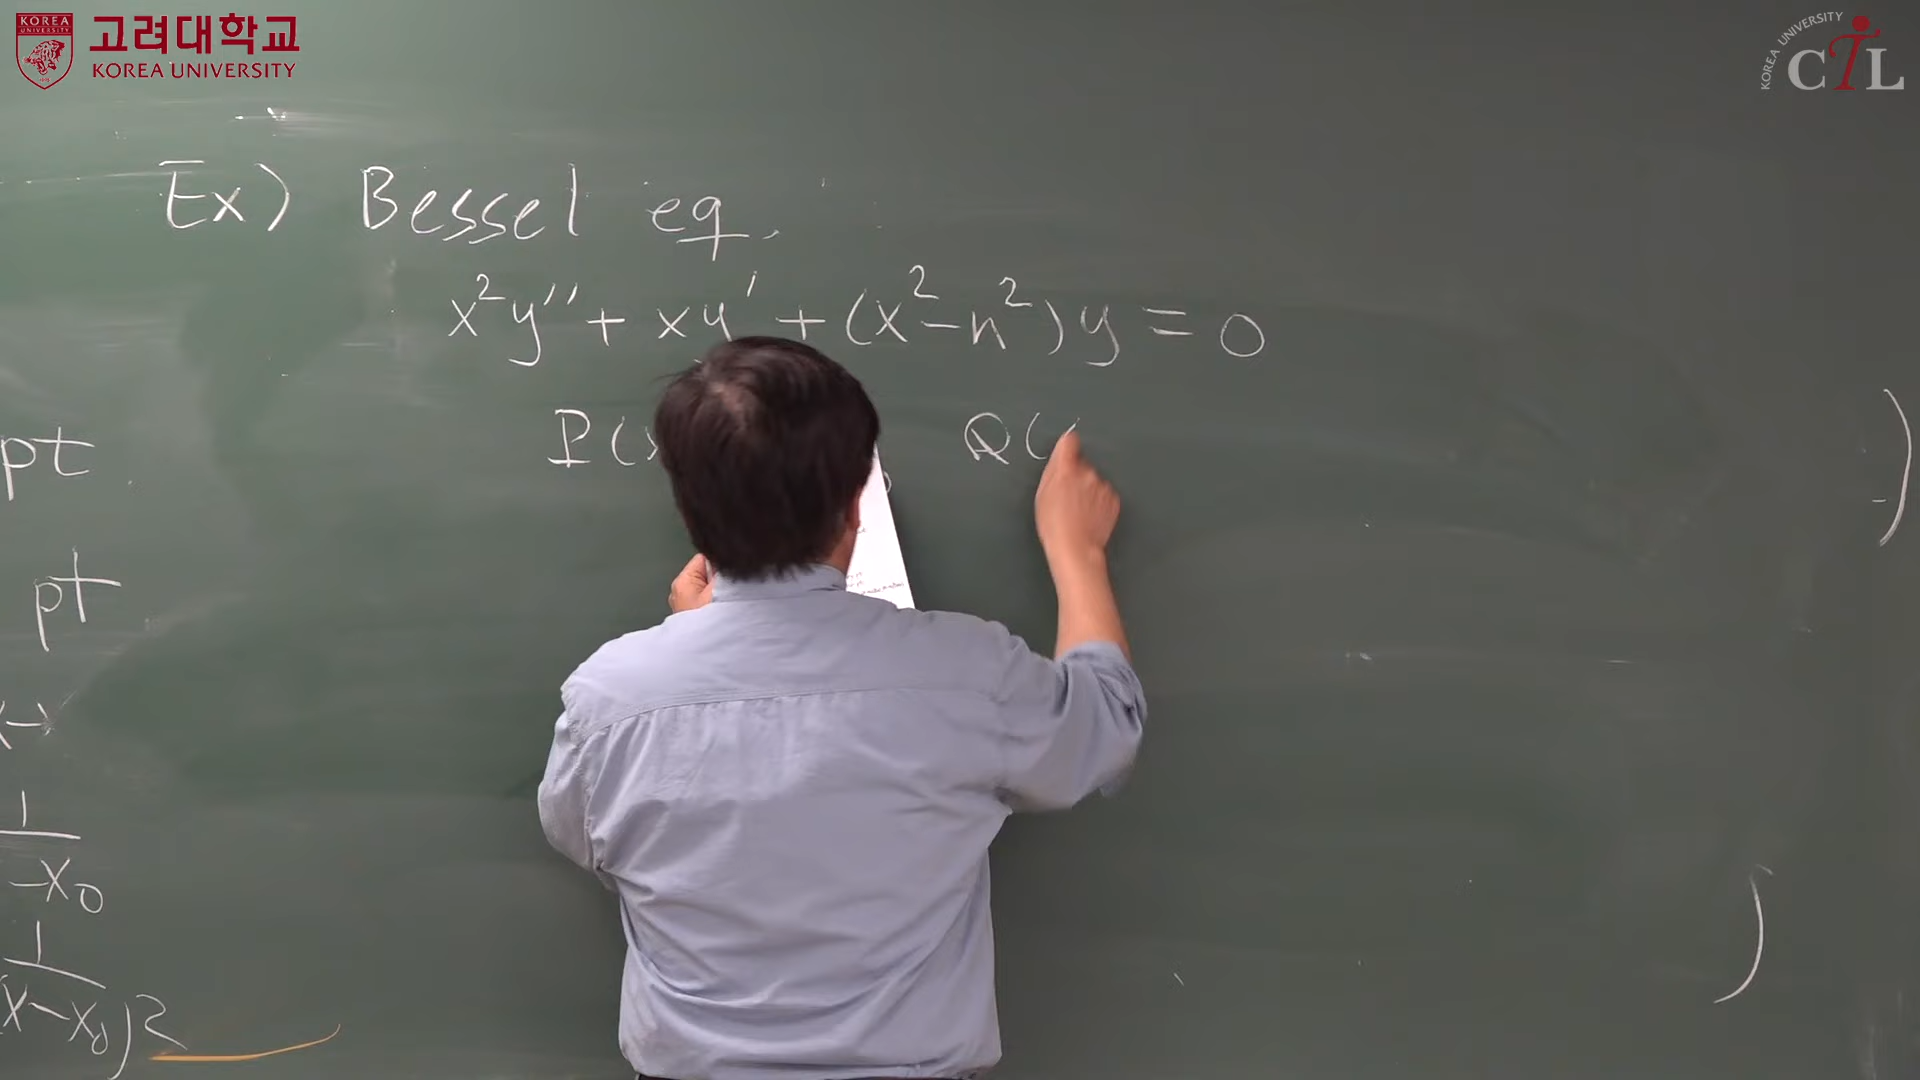 고려대학교
KOREA UNIVERSITY
KOREA UNIVERSITY
CTL
Ex) Bessel eq.
x²y'' + xy' + (x²-n²)y = 0
P(x Q(
pt.
pt
1
-x₀
1
(x-x₀)²
)
)